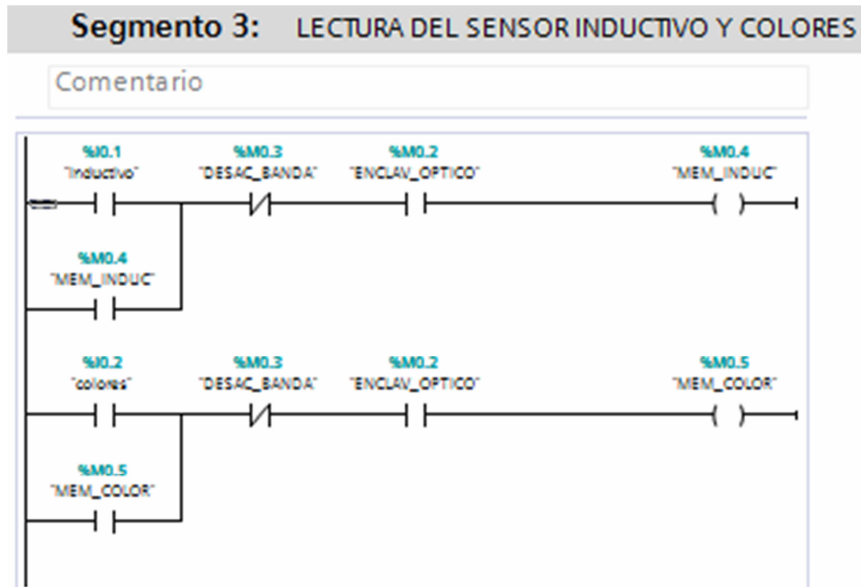 Segmento 3: LECTURA DEL SENSOR INDUCTIVO Y COLORES
Comentario
%I0.1 %M0.3 %M0.2 %M0.4
"Inductivo" "DESAC_BANDA" "ENCLAV_OPTICO" "MEM_INDUC"
%M0.4
"MEM_INDUC"
%I0.2 %M0.3 %M0.2 %M0.5
"colores" "DESAC_BANDA" "ENCLAV_OPTICO" "MEM_COLOR"
%M0.5
"MEM_COLOR"